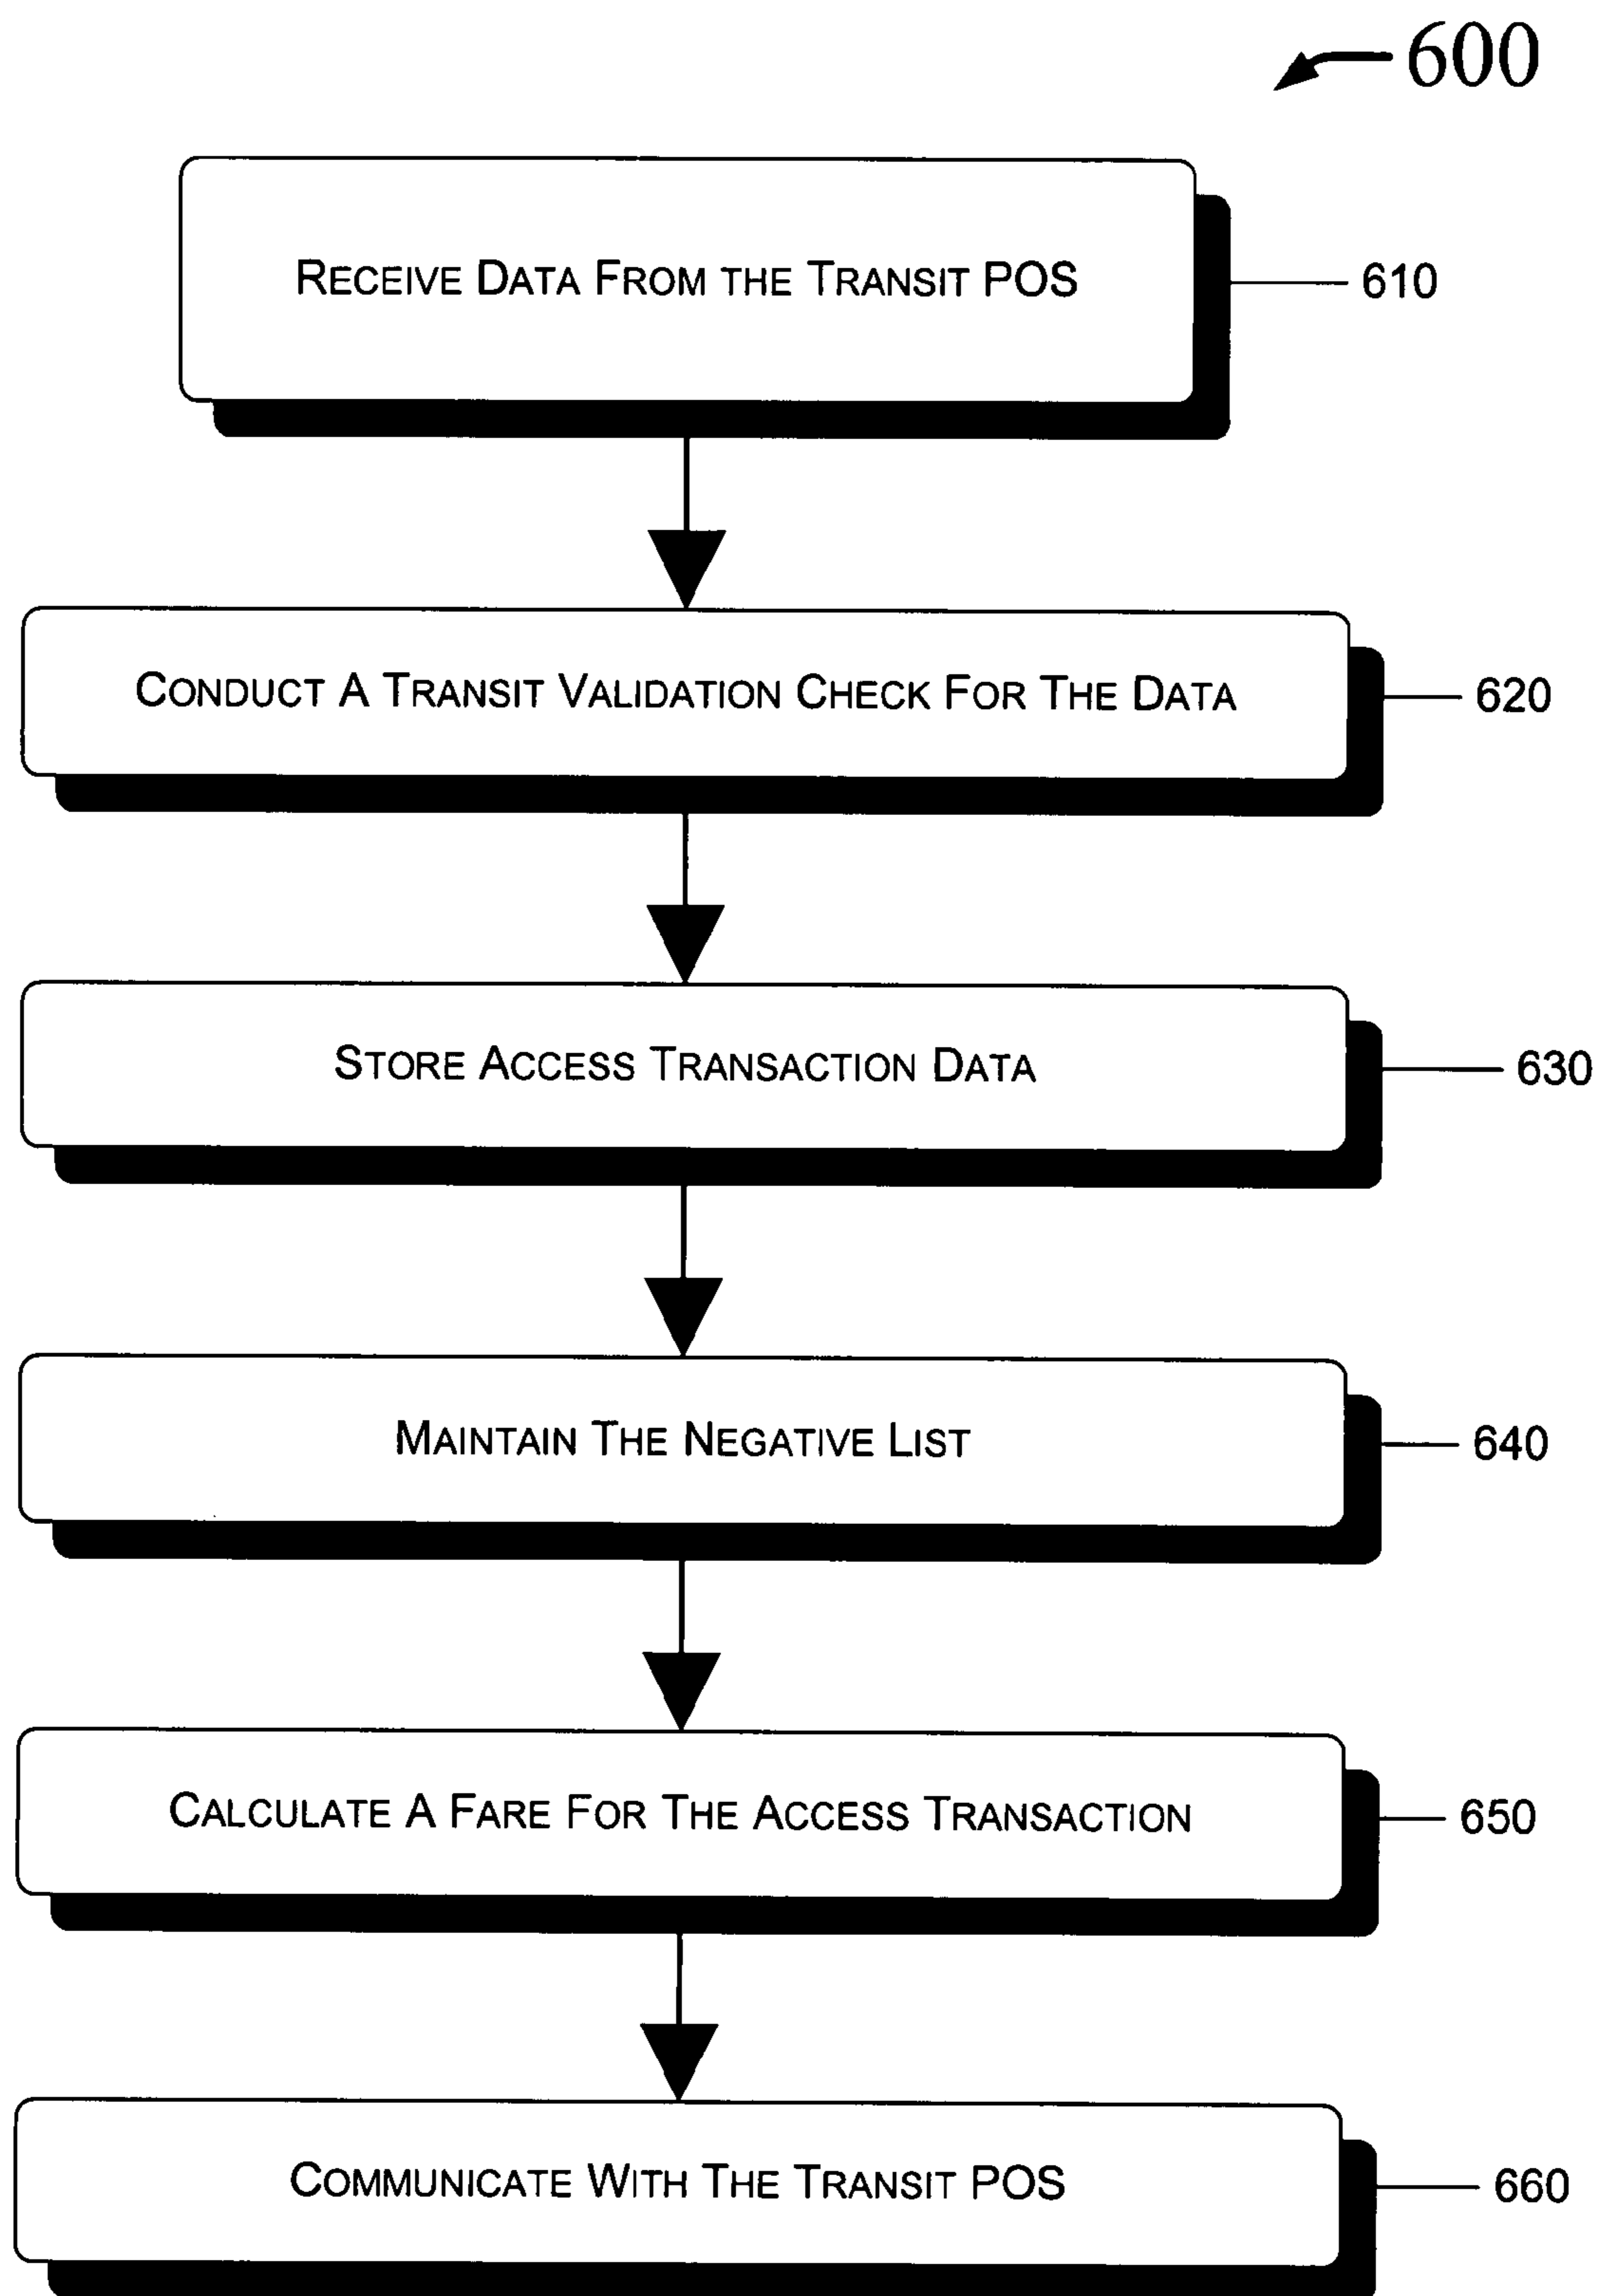 600
RECEIVE DATA FROM THE TRANSIT POS
610
CONDUCT A TRANSIT VALIDATION CHECK FOR THE DATA
620
STORE ACCESS TRANSACTION DATA
630
MAINTAIN THE NEGATIVE LIST
640
CALCULATE A FARE FOR THE ACCESS TRANSACTION
650
COMMUNICATE WITH THE TRANSIT POS
660